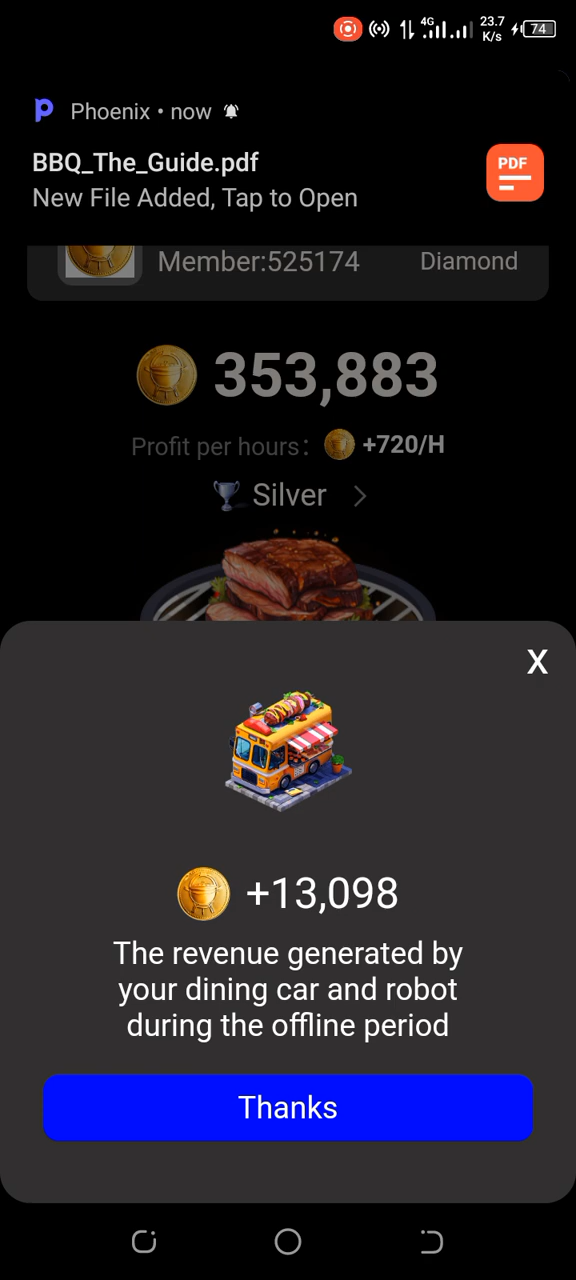 4G 23.7 K/s 74
Phoenix • now
BBQ_The_Guide.pdf
New File Added, Tap to Open
PDF
Member:525174 Diamond
353,883
Profit per hours: +720/H
Silver
X
+13,098
The revenue generated by
your dining car and robot
during the offline period
Thanks